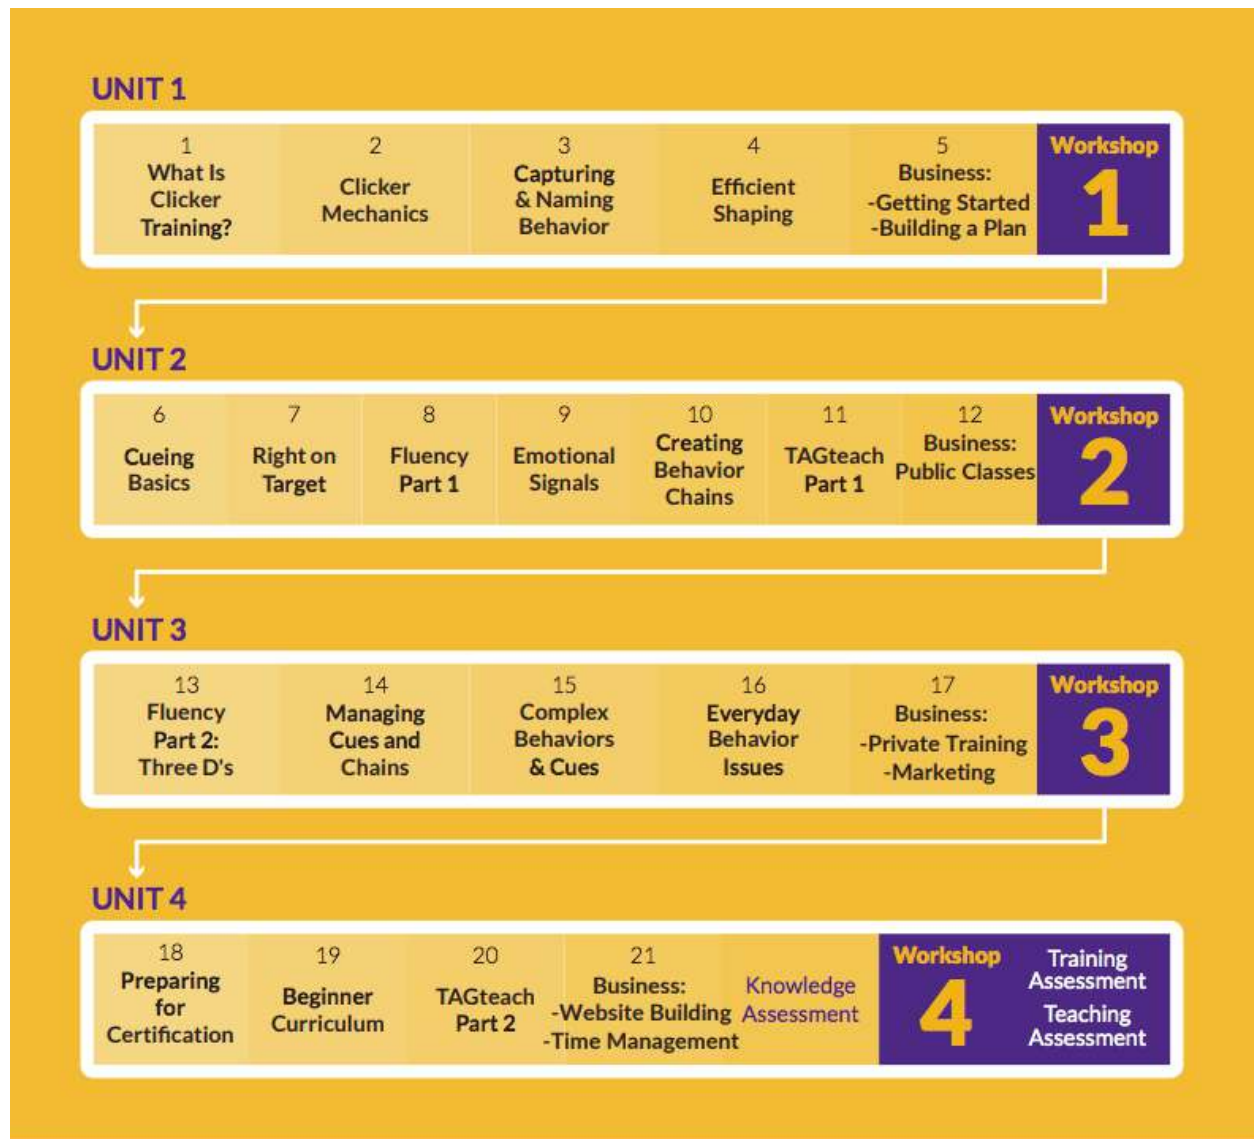 UNIT 1
1
What Is
Clicker
Training?
2
Clicker
Mechanics
3
Capturing
& Naming
Behavior
4
Efficient
Shaping
5
Business:
-Getting Started
-Building a Plan
Workshop
1
UNIT 2
6
Cueing
Basics
7
Right on
Target
8
Fluency
Part 1
9
Emotional
Signals
10
Creating
Behavior
Chains
11
TAGteach
Part 1
12
Business:
Public Classes
Workshop
2
UNIT 3
13
Fluency
Part 2:
Three D's
14
Managing
Cues and
Chains
15
Complex
Behaviors
& Cues
16
Everyday
Behavior
Issues
17
Business:
-Private Training
-Marketing
Workshop
3
UNIT 4
18
Preparing
for
Certification
19
Beginner
Curriculum
20
TAGteach
Part 2
21
Business:
-Website Building
-Time Management
Knowledge
Assessment
Workshop
4
Training
Assessment
Teaching
Assessment